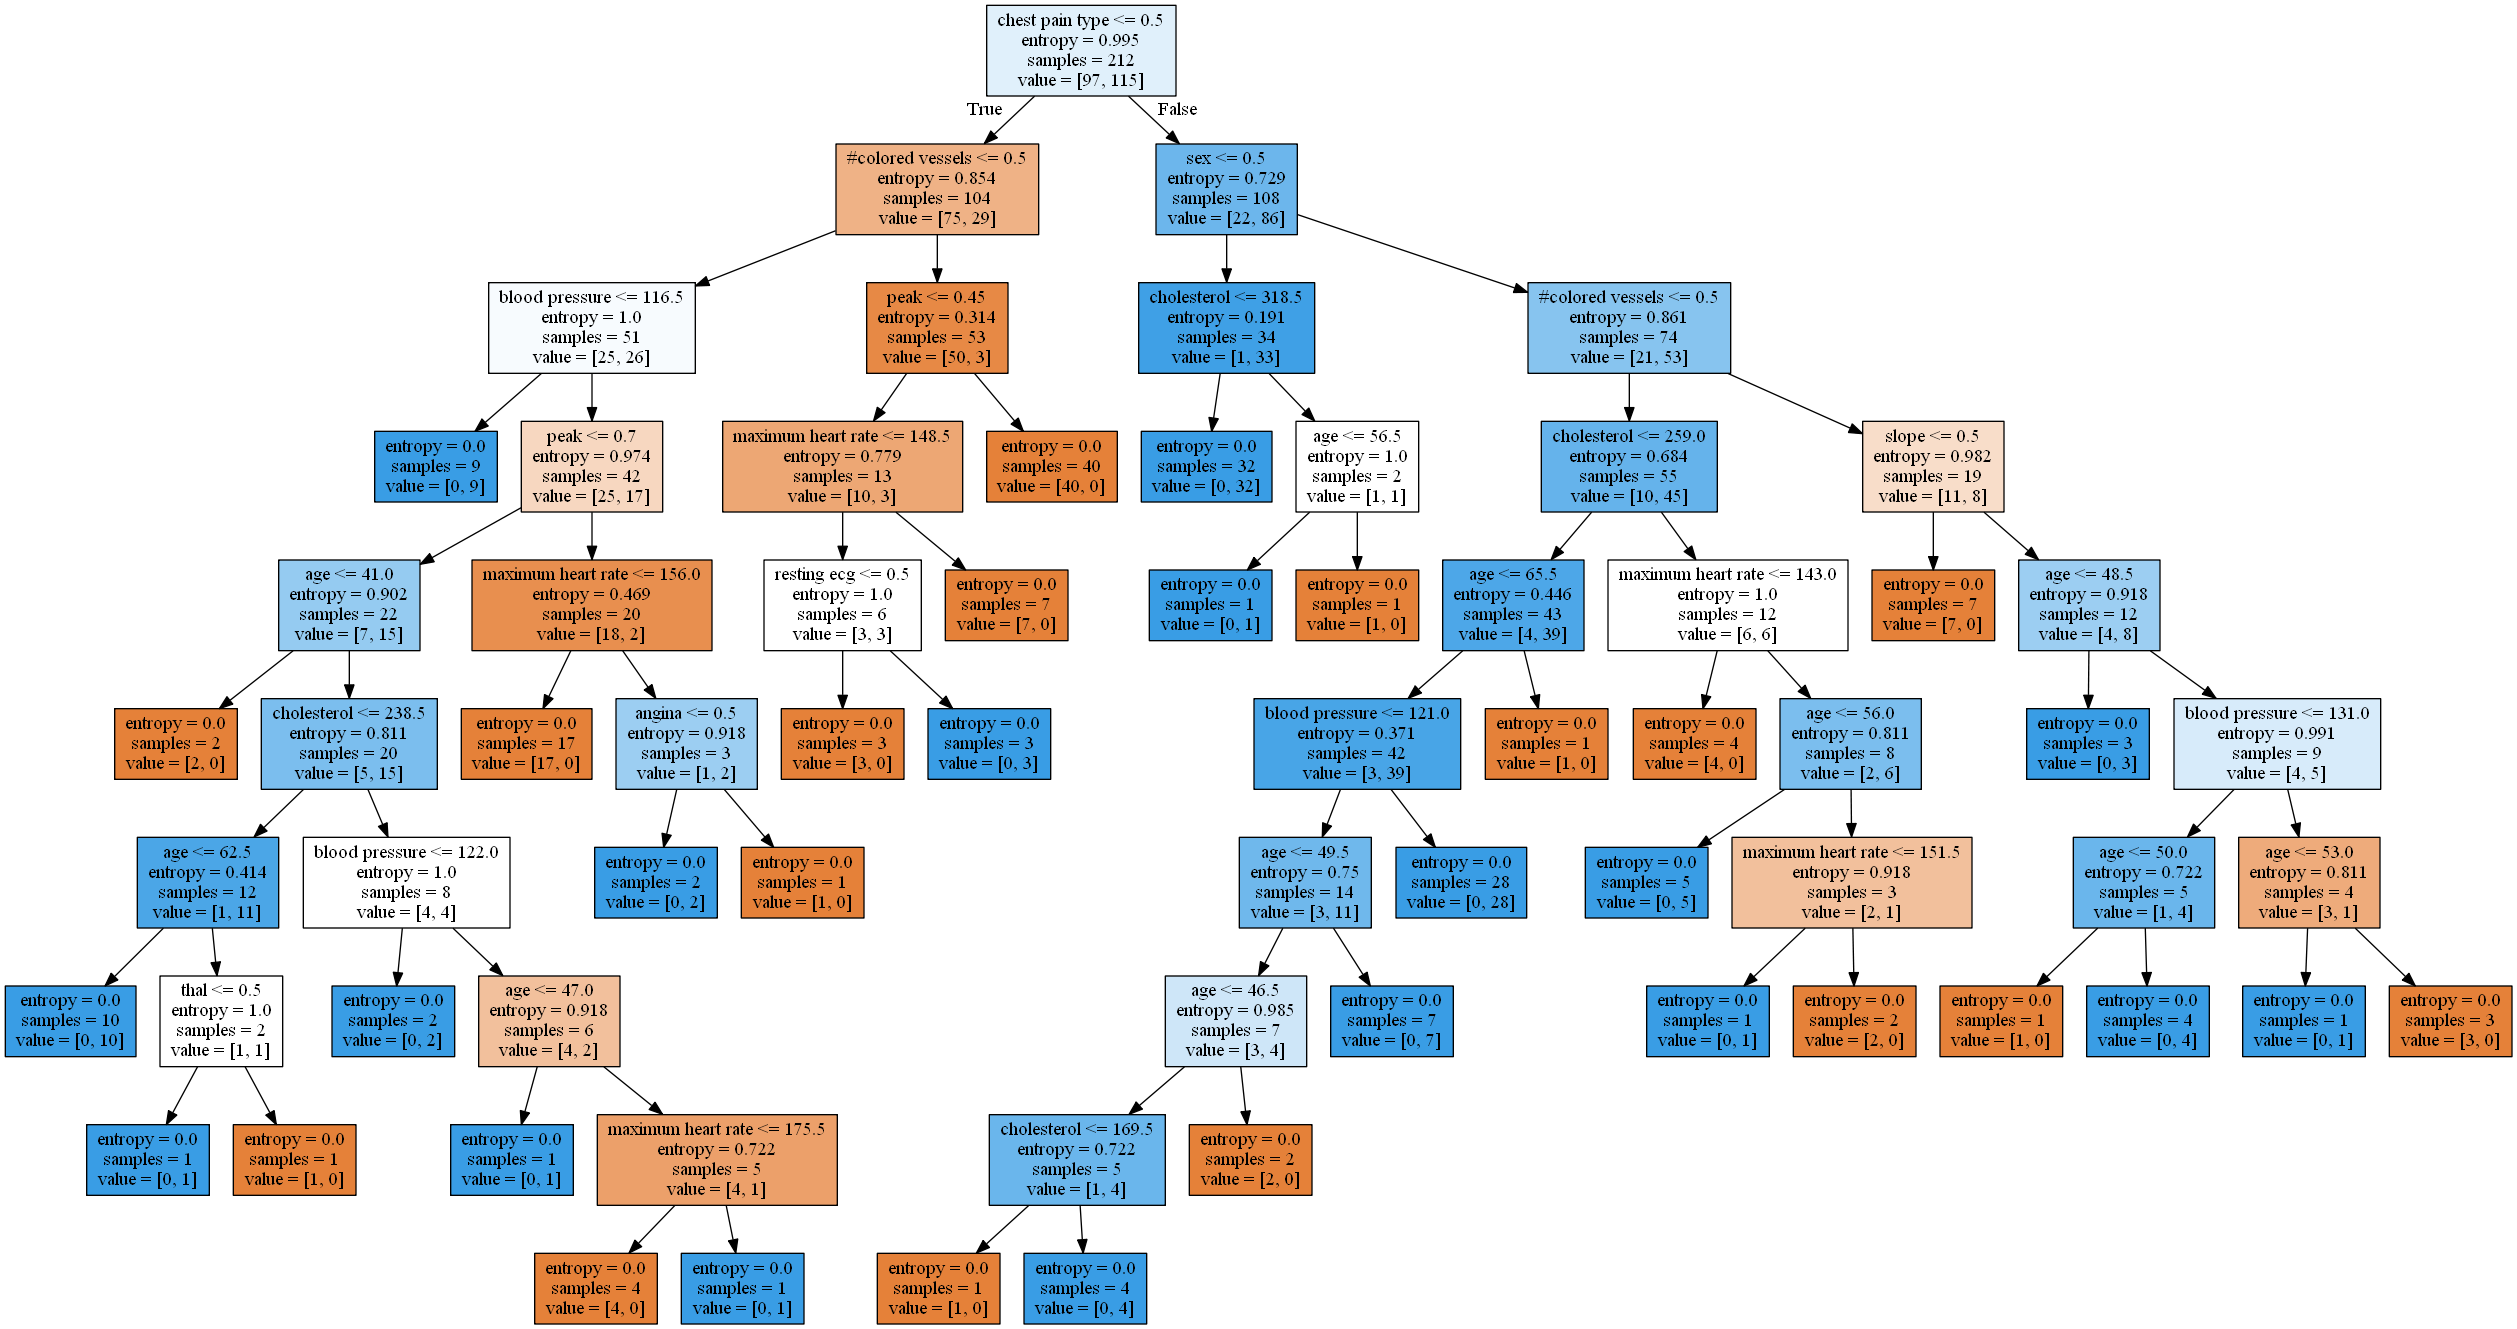 chest pain type <= 0.5
entropy = 0.995
samples = 212
value = [97, 115]
True
False
#colored vessels <= 0.5
entropy = 0.854
samples = 104
value = [75, 29]
sex <= 0.5
entropy = 0.729
samples = 108
value = [22, 86]
blood pressure <= 116.5
entropy = 1.0
samples = 51
value = [25, 26]
peak <= 0.45
entropy = 0.314
samples = 53
value = [50, 3]
cholesterol <= 318.5
entropy = 0.191
samples = 34
value = [1, 33]
#colored vessels <= 0.5
entropy = 0.861
samples = 74
value = [21, 53]
entropy = 0.0
samples = 9
value = [0, 9]
peak <= 0.7
entropy = 0.974
samples = 42
value = [25, 17]
maximum heart rate <= 148.5
entropy = 0.779
samples = 13
value = [10, 3]
entropy = 0.0
samples = 40
value = [40, 0]
entropy = 0.0
samples = 32
value = [0, 32]
age <= 56.5
entropy = 1.0
samples = 2
value = [1, 1]
cholesterol <= 259.0
entropy = 0.684
samples = 55
value = [10, 45]
slope <= 0.5
entropy = 0.982
samples = 19
value = [11, 8]
age <= 41.0
entropy = 0.902
samples = 22
value = [7, 15]
maximum heart rate <= 156.0
entropy = 0.469
samples = 20
value = [18, 2]
resting ecg <= 0.5
entropy = 1.0
samples = 6
value = [3, 3]
entropy = 0.0
samples = 7
value = [7, 0]
entropy = 0.0
samples = 1
value = [0, 1]
entropy = 0.0
samples = 1
value = [1, 0]
age <= 65.5
entropy = 0.446
samples = 43
value = [4, 39]
maximum heart rate <= 143.0
entropy = 1.0
samples = 12
value = [6, 6]
entropy = 0.0
samples = 7
value = [7, 0]
age <= 48.5
entropy = 0.918
samples = 12
value = [4, 8]
entropy = 0.0
samples = 2
value = [2, 0]
cholesterol <= 238.5
entropy = 0.811
samples = 20
value = [5, 15]
entropy = 0.0
samples = 17
value = [17, 0]
angina <= 0.5
entropy = 0.918
samples = 3
value = [1, 2]
entropy = 0.0
samples = 3
value = [3, 0]
entropy = 0.0
samples = 3
value = [0, 3]
blood pressure <= 121.0
entropy = 0.371
samples = 42
value = [3, 39]
entropy = 0.0
samples = 1
value = [1, 0]
entropy = 0.0
samples = 4
value = [4, 0]
age <= 56.0
entropy = 0.811
samples = 8
value = [2, 6]
entropy = 0.0
samples = 3
value = [0, 3]
blood pressure <= 131.0
entropy = 0.991
samples = 9
value = [4, 5]
age <= 62.5
entropy = 0.414
samples = 12
value = [1, 11]
blood pressure <= 122.0
entropy = 1.0
samples = 8
value = [4, 4]
entropy = 0.0
samples = 2
value = [0, 2]
entropy = 0.0
samples = 1
value = [1, 0]
age <= 49.5
entropy = 0.75
samples = 14
value = [3, 11]
entropy = 0.0
samples = 28
value = [0, 28]
entropy = 0.0
samples = 5
value = [0, 5]
maximum heart rate <= 151.5
entropy = 0.918
samples = 3
value = [2, 1]
age <= 50.0
entropy = 0.722
samples = 5
value = [1, 4]
age <= 53.0
entropy = 0.811
samples = 4
value = [3, 1]
entropy = 0.0
samples = 10
value = [0, 10]
thal <= 0.5
entropy = 1.0
samples = 2
value = [1, 1]
entropy = 0.0
samples = 2
value = [0, 2]
age <= 47.0
entropy = 0.918
samples = 6
value = [4, 2]
age <= 46.5
entropy = 0.985
samples = 7
value = [3, 4]
entropy = 0.0
samples = 7
value = [0, 7]
entropy = 0.0
samples = 1
value = [0, 1]
entropy = 0.0
samples = 2
value = [2, 0]
entropy = 0.0
samples = 1
value = [1, 0]
entropy = 0.0
samples = 4
value = [0, 4]
entropy = 0.0
samples = 1
value = [0, 1]
entropy = 0.0
samples = 3
value = [3, 0]
entropy = 0.0
samples = 1
value = [0, 1]
entropy = 0.0
samples = 1
value = [1, 0]
entropy = 0.0
samples = 1
value = [0, 1]
maximum heart rate <= 175.5
entropy = 0.722
samples = 5
value = [4, 1]
cholesterol <= 169.5
entropy = 0.722
samples = 5
value = [1, 4]
entropy = 0.0
samples = 2
value = [2, 0]
entropy = 0.0
samples = 4
value = [4, 0]
entropy = 0.0
samples = 1
value = [0, 1]
entropy = 0.0
samples = 1
value = [1, 0]
entropy = 0.0
samples = 4
value = [0, 4]